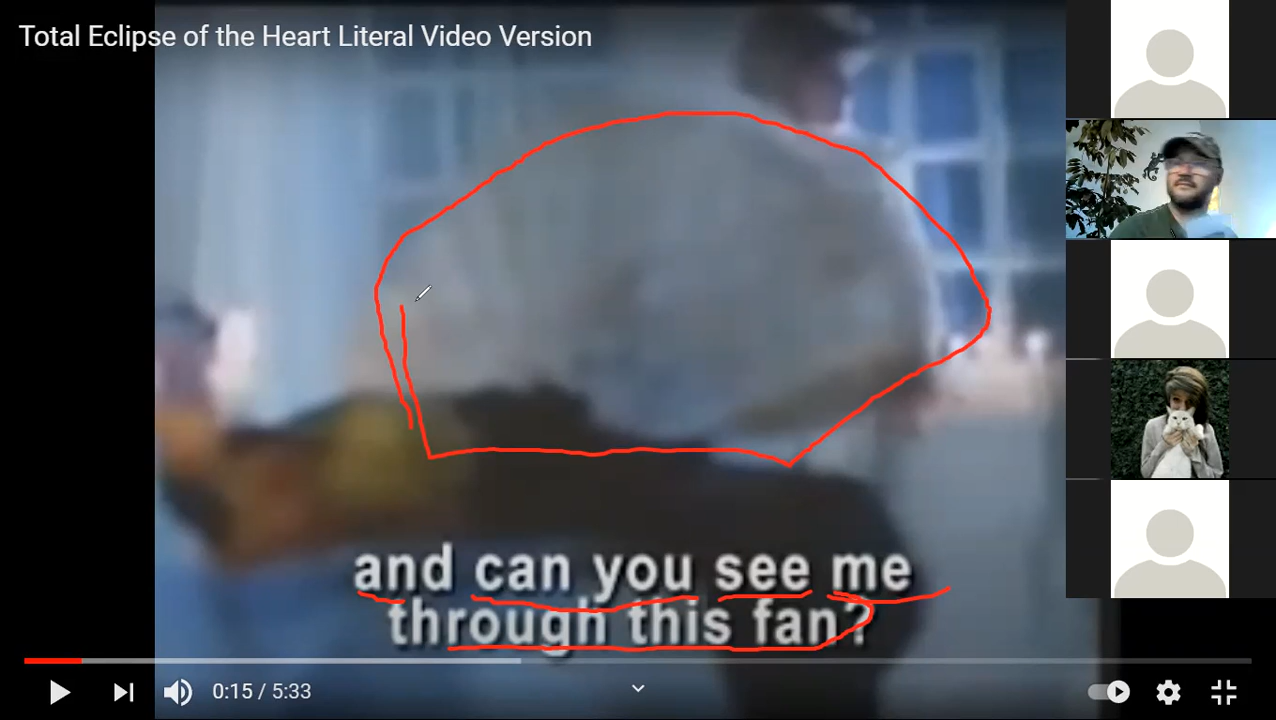 Total Eclipse of the Heart Literal Video Version
and can you see me
through this fan?
0:15 / 5:33